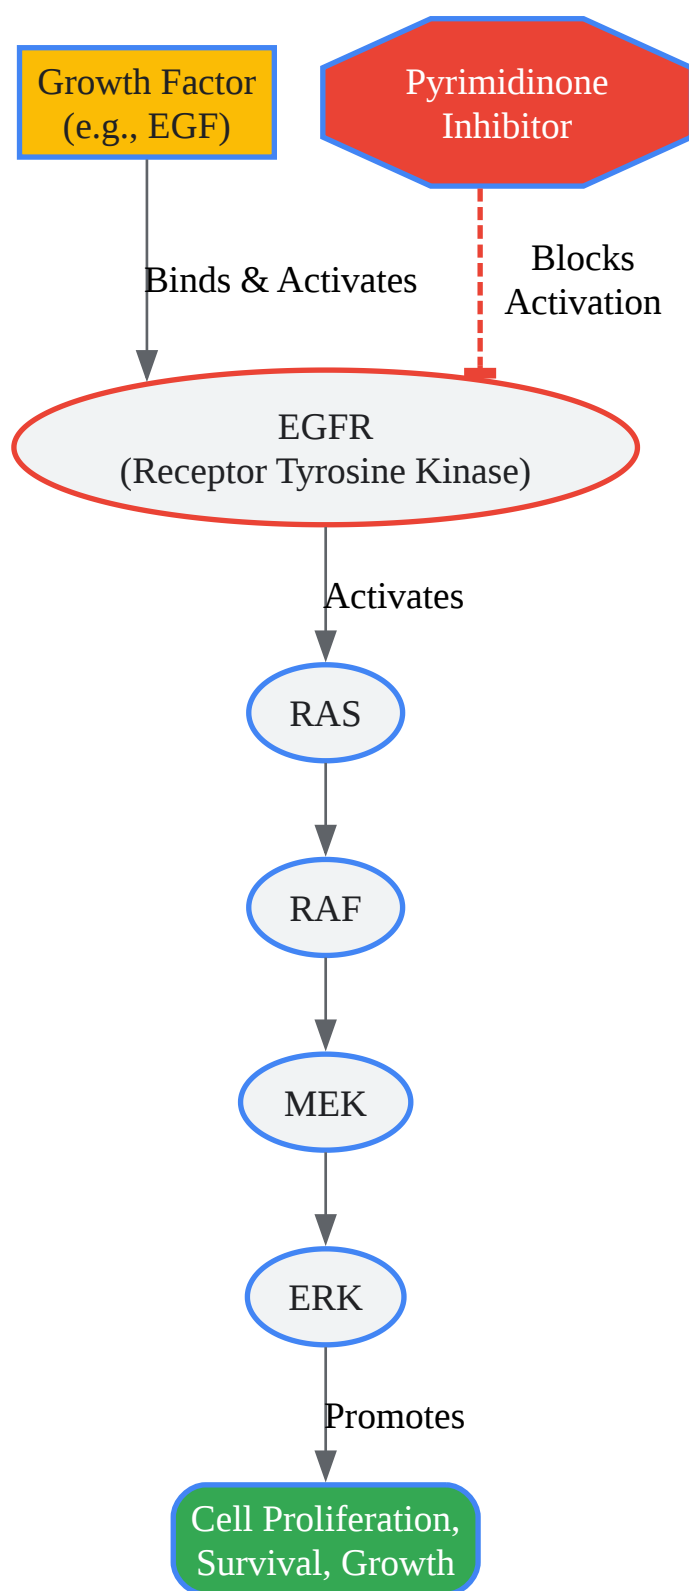 Growth Factor
(e.g., EGF)
Pyrimidinone
Inhibitor
Binds & Activates
Blocks
Activation
EGFR
(Receptor Tyrosine Kinase)
Activates
RAS
RAF
MEK
ERK
Promotes
Cell Proliferation,
Survival, Growth